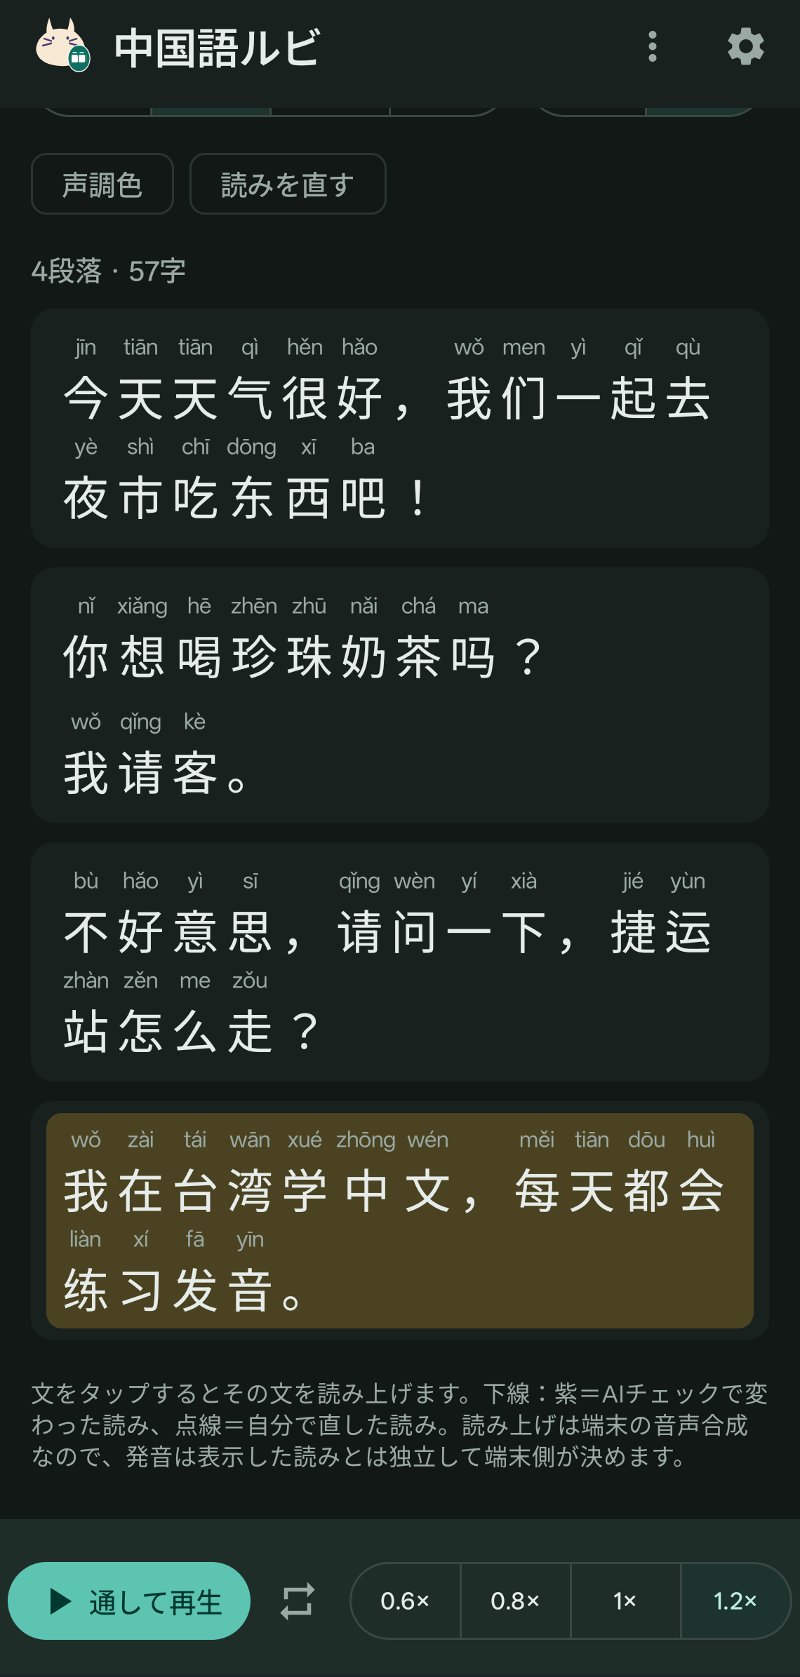 中国語ルビ
声調色
読みを直す
4段落 · 57字
jīn tiān tiān qì hěn hǎo wǒ men yì qǐ qù
今天天气很好，我们一起去
yè shì chī dōng xī ba
夜市吃东西吧！
nǐ xiǎng hē zhēn zhū nǎi chá ma
你想喝珍珠奶茶吗？
wǒ qǐng kè
我请客。
bù hǎo yì sī qǐng wèn yí xià jié yùn
不好意思，请问一下，捷运
zhàn zěn me zǒu
站怎么走？
wǒ zài tái wān xué zhōng wén měi tiān dōu huì
我在台湾学中文，每天都会
liàn xí fā yīn
练习发音。
文をタップするとその文を読み上げます。下線：紫＝AIチェックで変
わった読み、点線＝自分で直した読み。読み上げは端末の音声合成
なので、発音は表示した読みとは独立して端末側が決めます。
通して再生
0.6×
0.8×
1×
1.2×